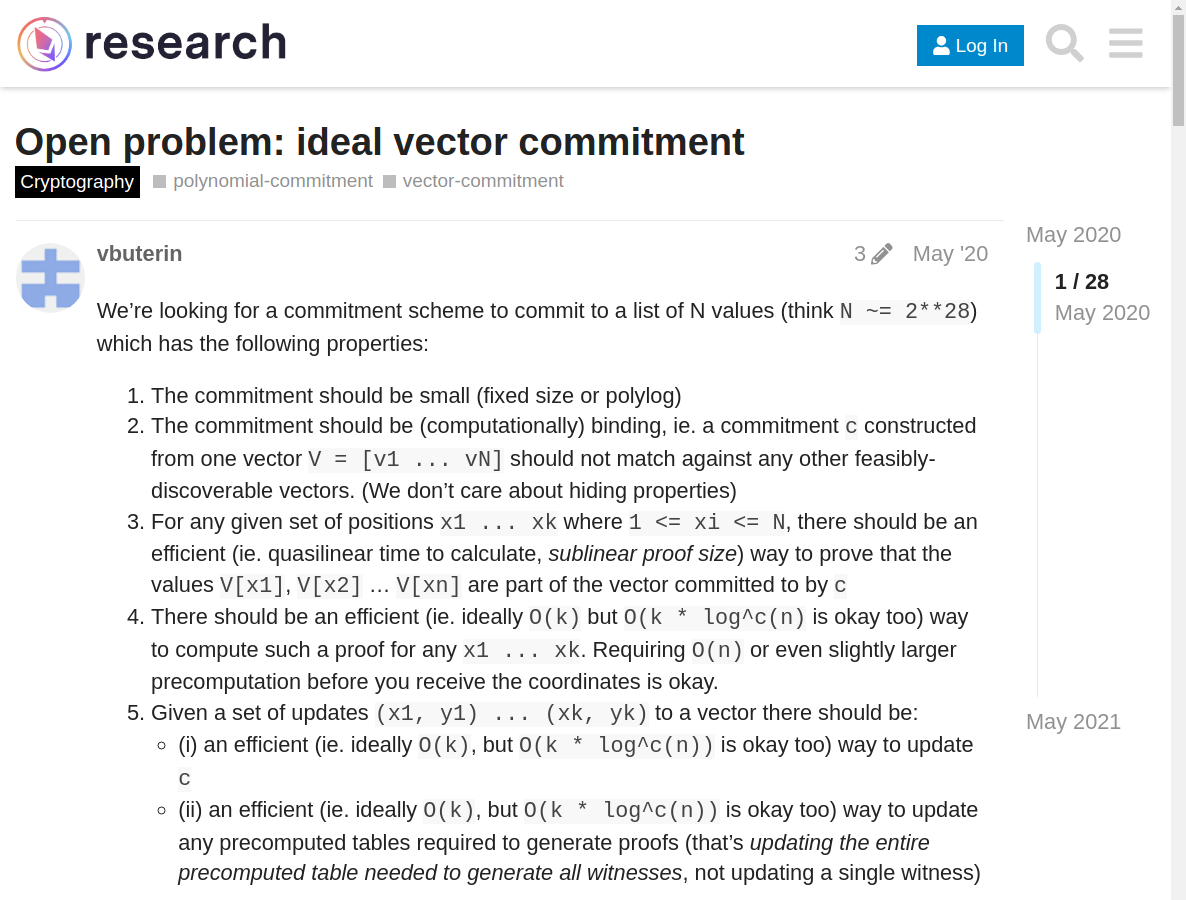 research
Log In
Open problem: ideal vector commitment
Cryptography polynomial-commitment vector-commitment
vbuterin 3 May '20
We’re looking for a commitment scheme to commit to a list of N values (think N ~= 2**28)
which has the following properties:
1. The commitment should be small (fixed size or polylog)
2. The commitment should be (computationally) binding, ie. a commitment c constructed
from one vector V = [v1 ... vN] should not match against any other feasibly-
discoverable vectors. (We don’t care about hiding properties)
3. For any given set of positions x1 ... xk where 1 <= xi <= N, there should be an
efficient (ie. quasilinear time to calculate, sublinear proof size) way to prove that the
values V[x1], V[x2] … V[xn] are part of the vector committed to by c
4. There should be an efficient (ie. ideally O(k) but O(k * log^c(n) is okay too) way
to compute such a proof for any x1 ... xk. Requiring O(n) or even slightly larger
precomputation before you receive the coordinates is okay.
5. Given a set of updates (x1, y1) ... (xk, yk) to a vector there should be:
◦ (i) an efficient (ie. ideally O(k), but O(k * log^c(n)) is okay too) way to update
c
◦ (ii) an efficient (ie. ideally O(k), but O(k * log^c(n)) is okay too) way to update
any precomputed tables required to generate proofs (that’s updating the entire
precomputed table needed to generate all witnesses, not updating a single witness)
May 2020
1 / 28
May 2020
May 2021